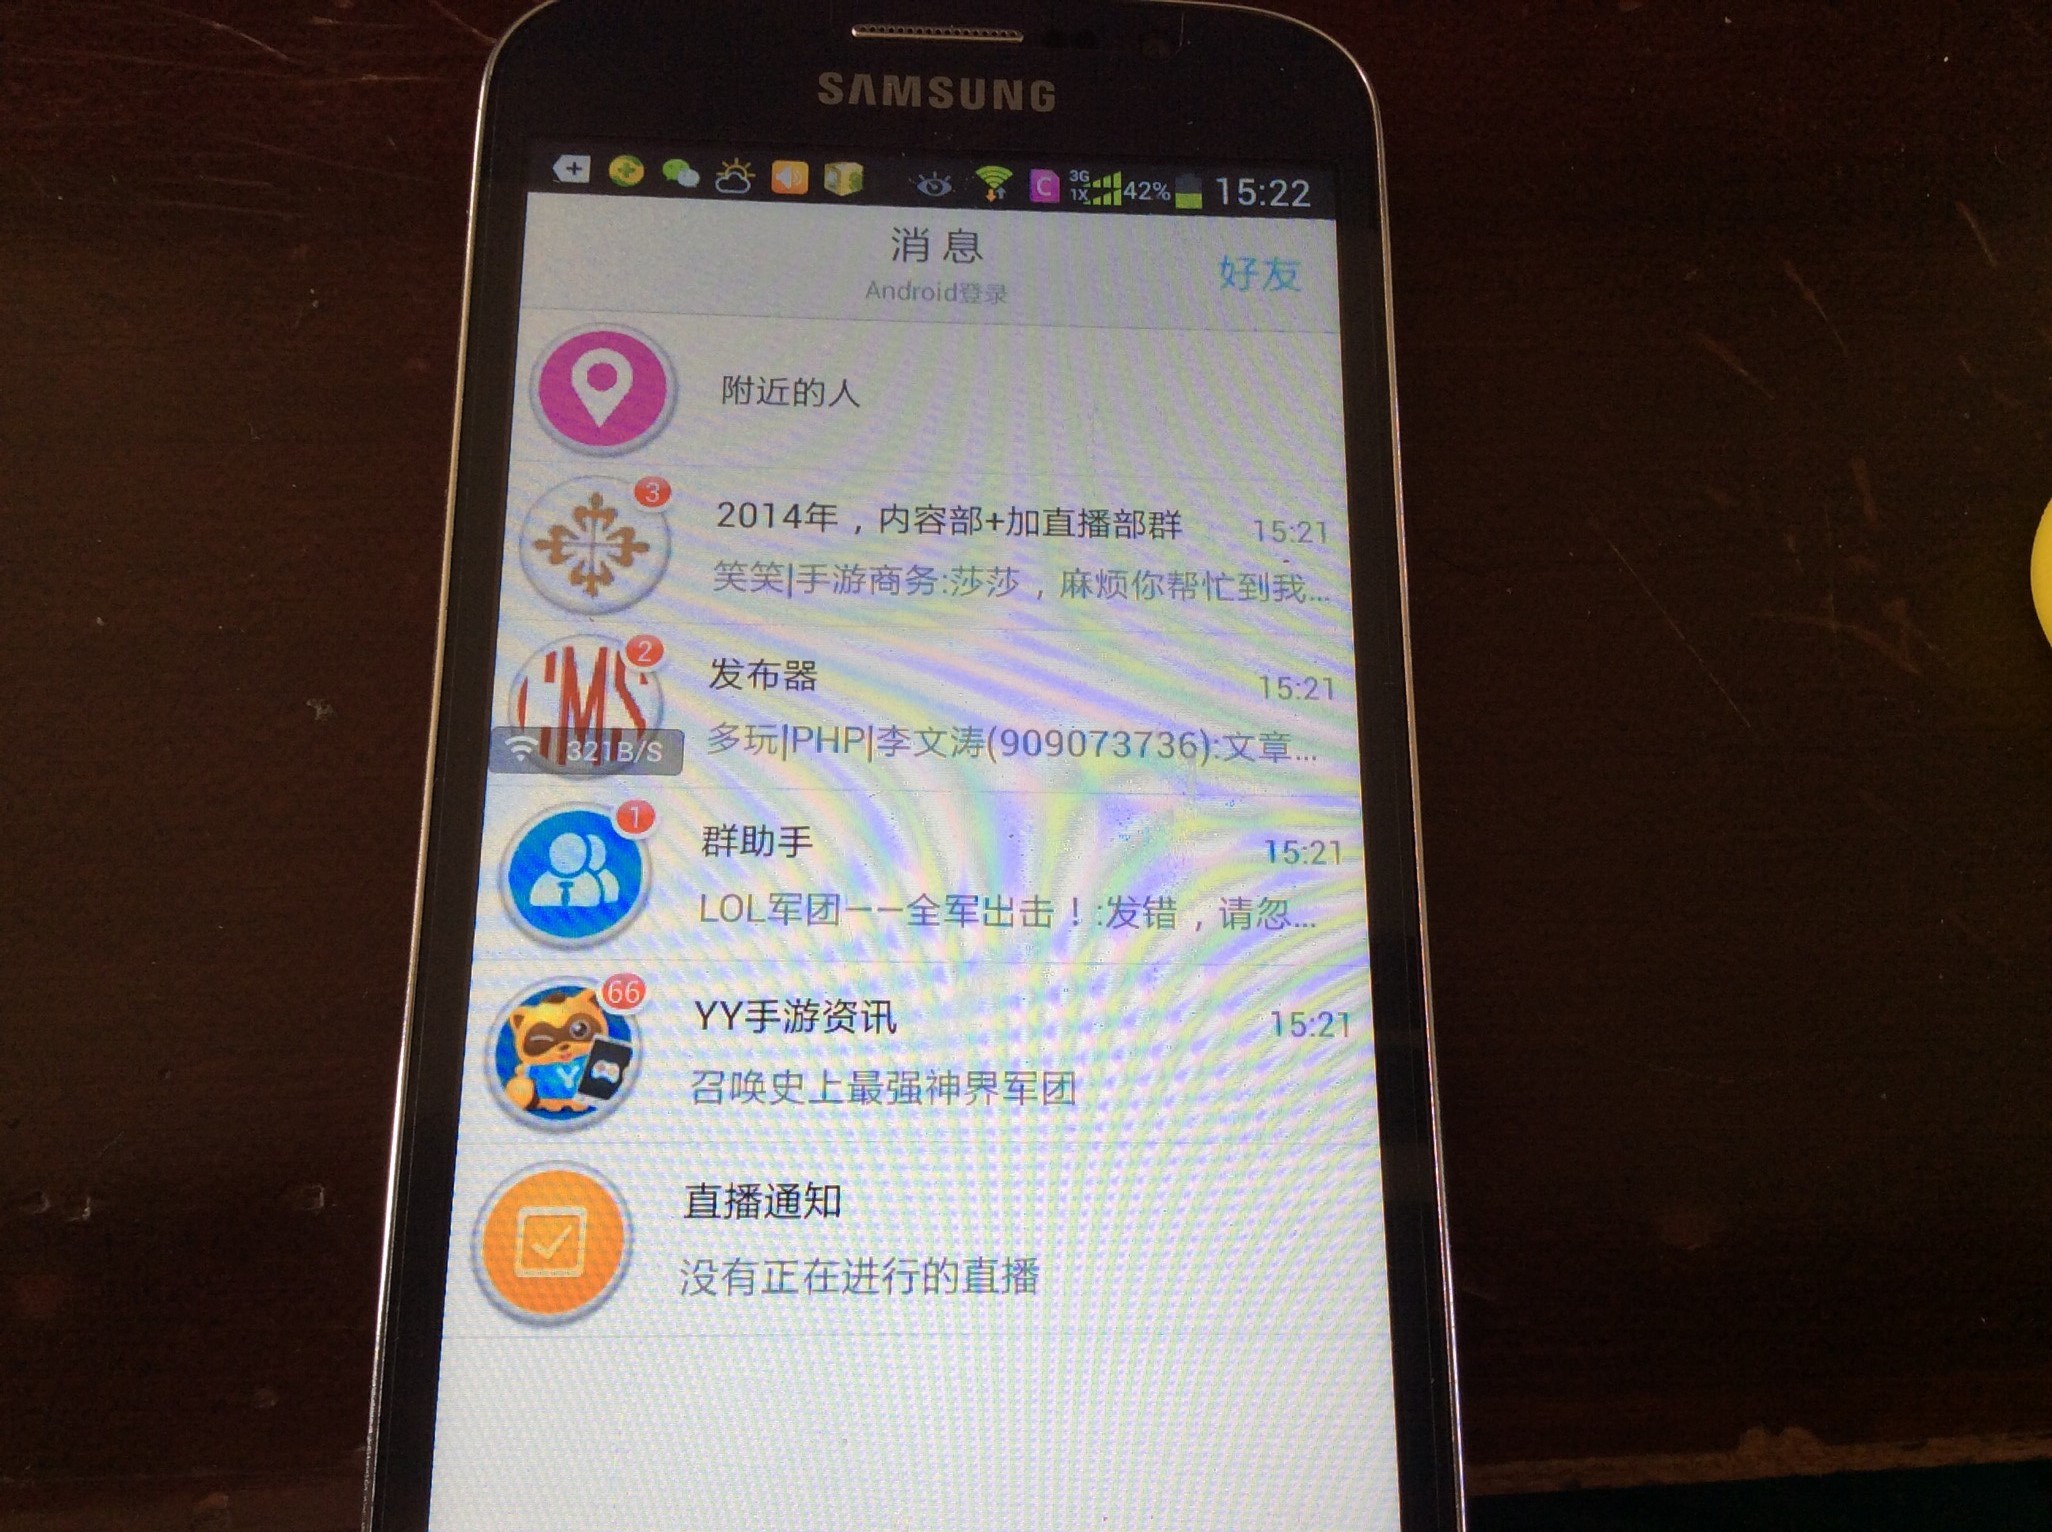 SAMSUNG
3G
1X
42%
15:22
消息
Android登录
好友
附近的人
3
2014年，内容部+加直播部群
15:21
笑笑|手游商务:莎莎，麻烦你帮忙到我...
2
CMS
发布器
15:21
321B/S
多玩|PHP|李文涛(909073736):文章...
1
群助手
15:21
LOL军团——全军出击！:发错，请忽...
66
YY手游资讯
15:21
召唤史上最强神界军团
直播通知
没有正在进行的直播